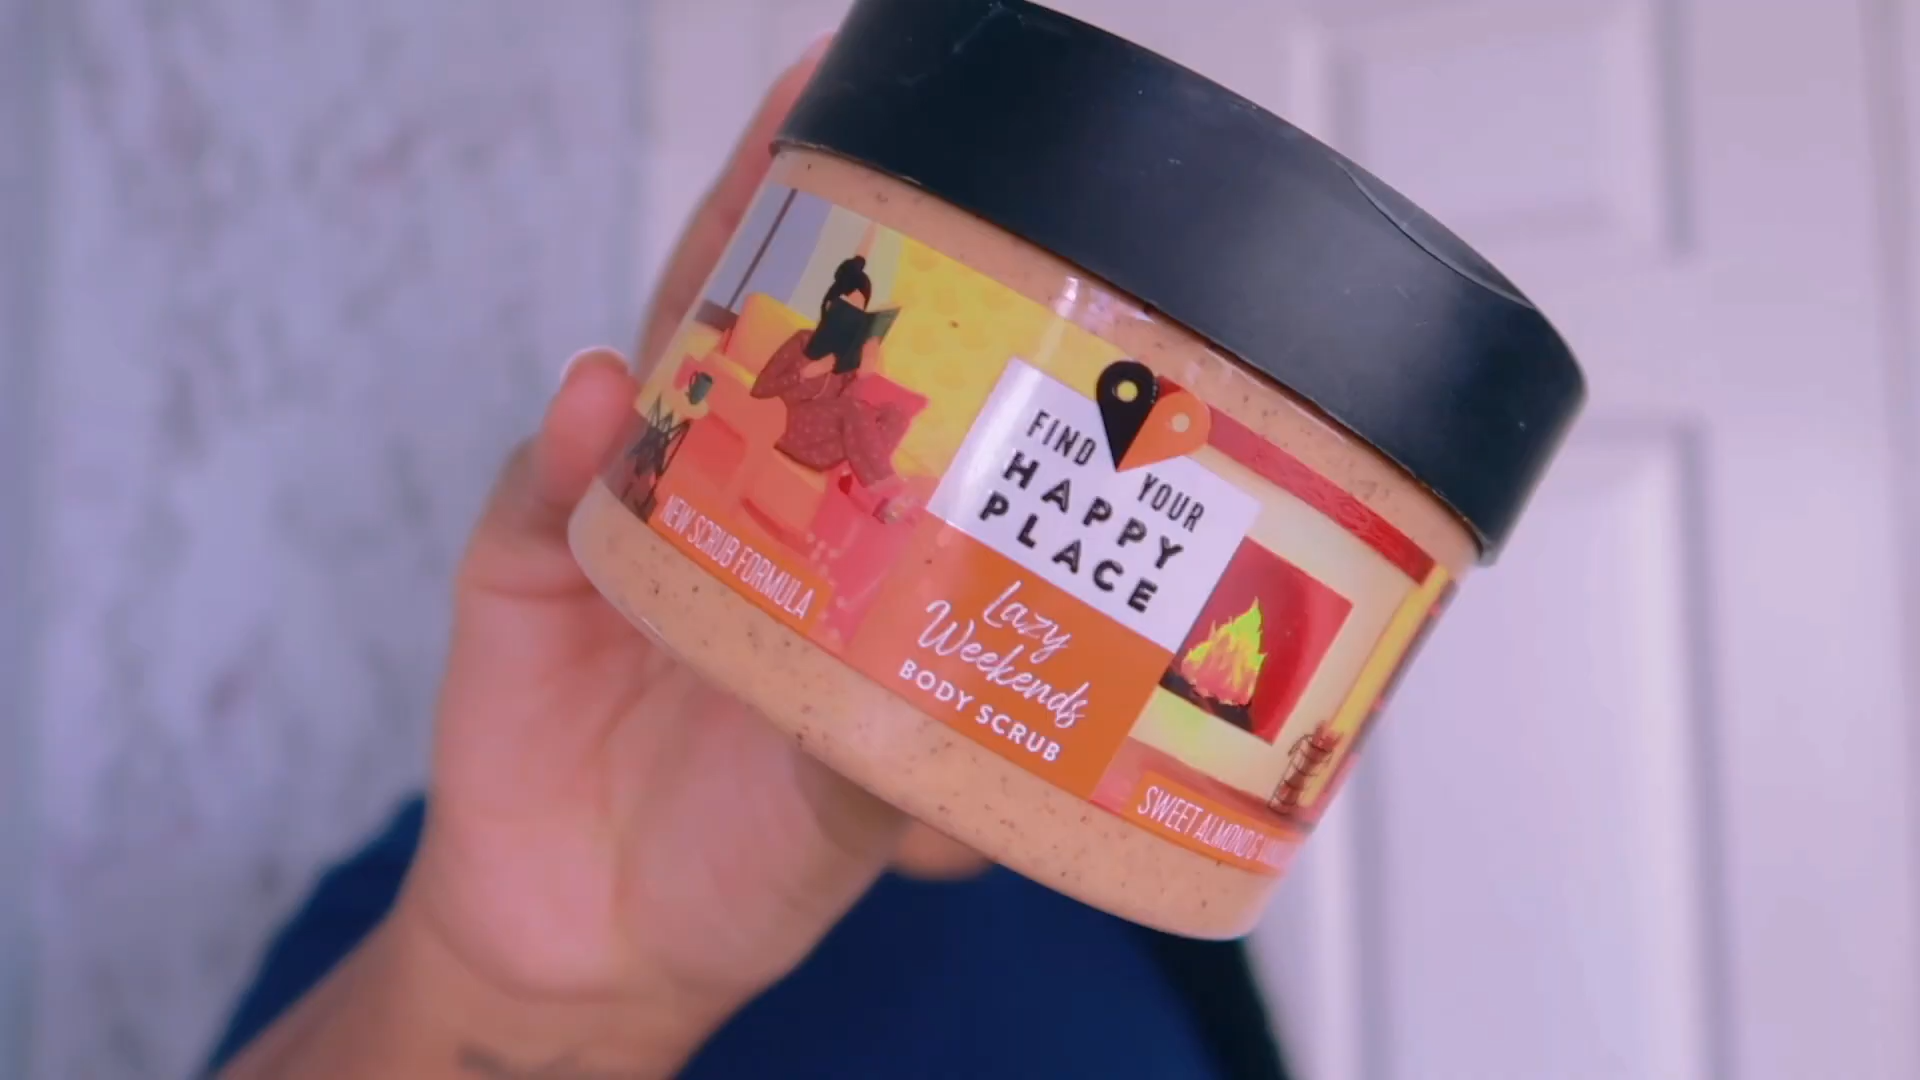 FIND YOUR
HAPPY
PLACE
Lazy
Weekends
BODY SCRUB
NEW SCRUB FORMULA
SWEET ALMOND &